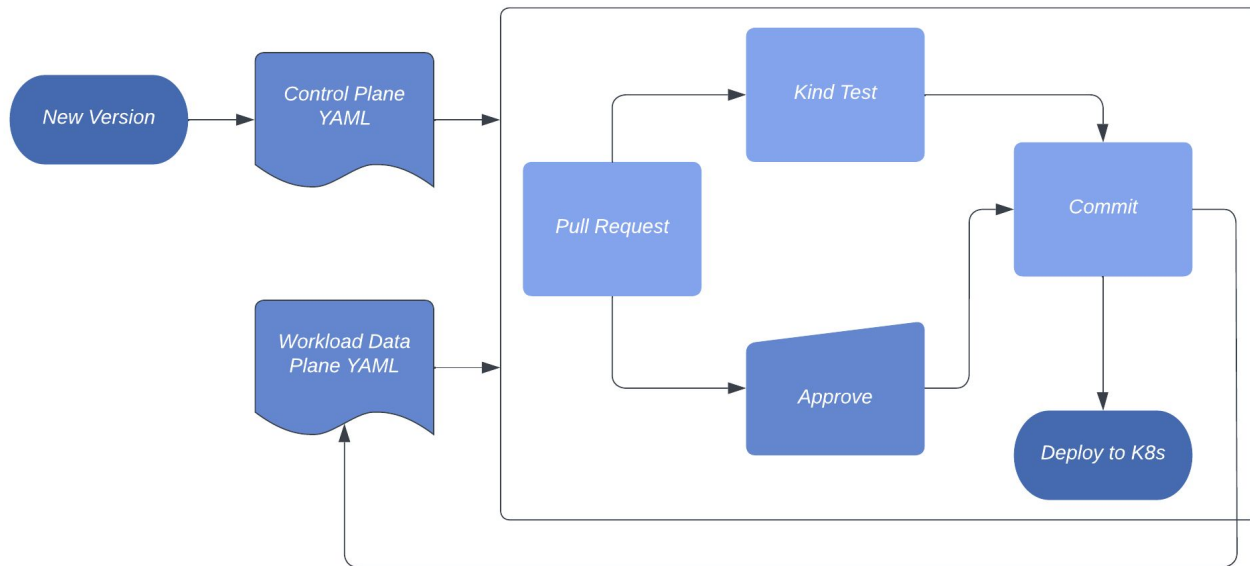 New Version
Control Plane
YAML
Kind Test
Pull Request
Commit
Workload Data
Plane YAML
Approve
Deploy to K8s